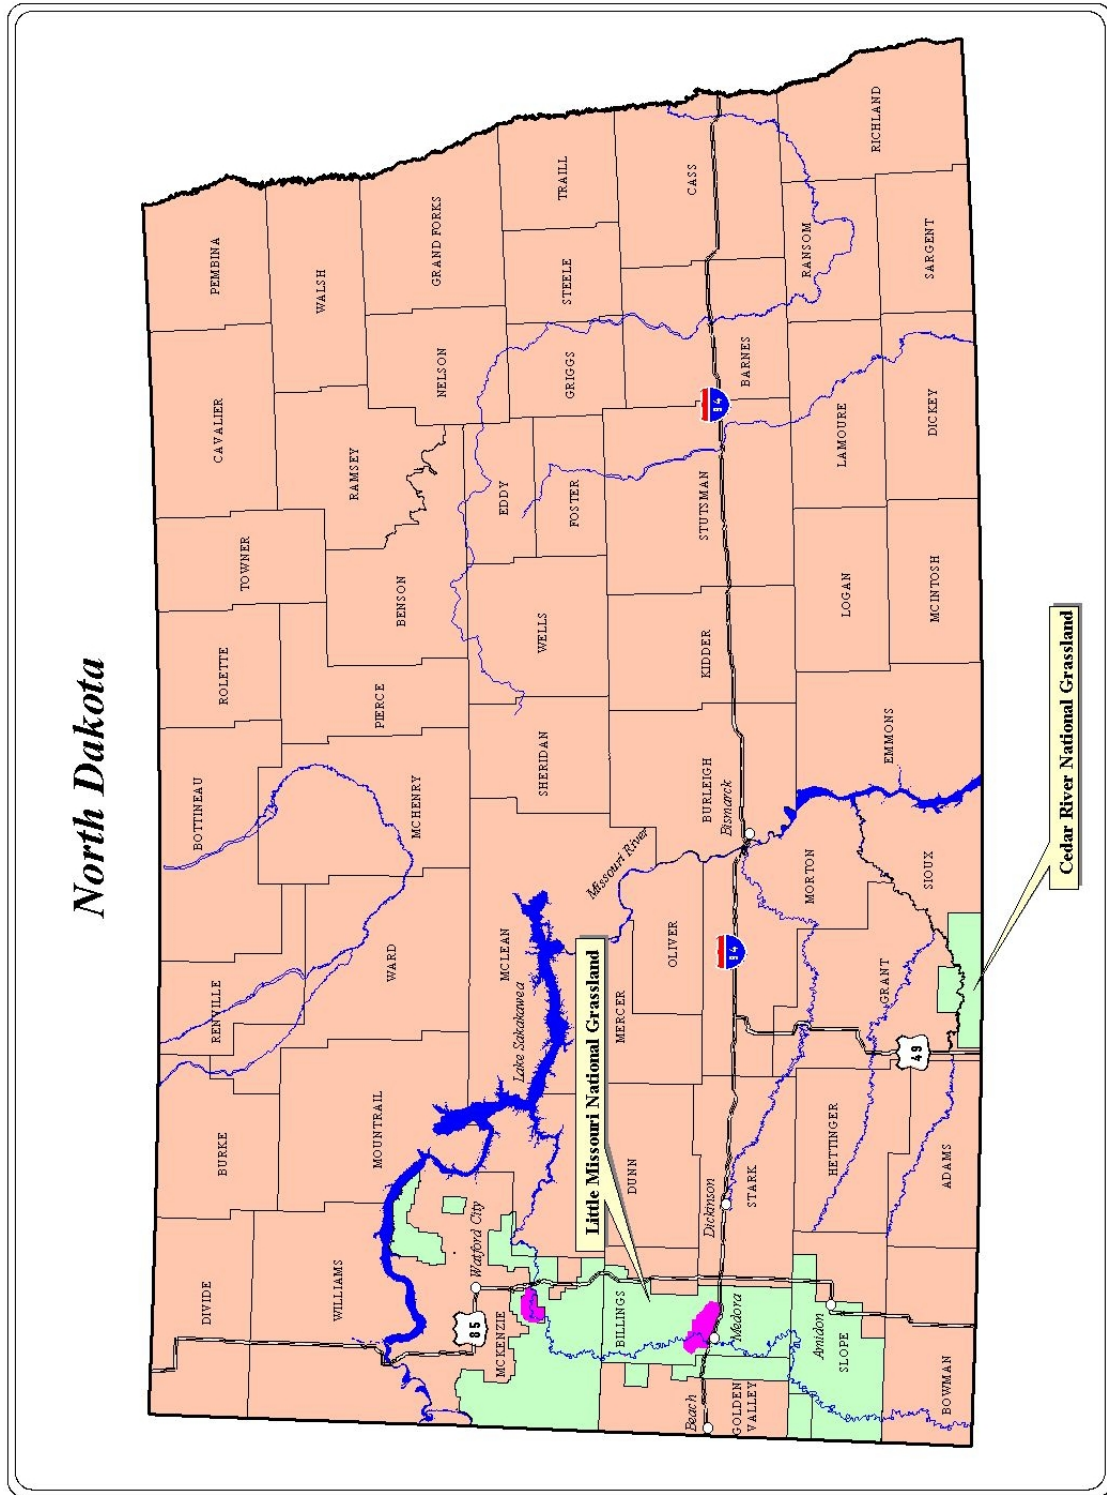 North Dakota
DIVIDE
BURKE
RENVILLE
BOTTINEAU
ROLETTE
TOWNER
CAVALIER
PEMBINA
WILLIAMS
MOUNTRAIL
WARD
MCHENRY
PIERCE
BENSON
RAMSEY
WALSH
NELSON
GRAND FORKS
MCKENZIE
85
Watford City
Lake Sakakawea
MCLEAN
SHERIDAN
WELLS
EDDY
FOSTER
GRIGGS
STEELE
TRAILL
Little Missouri National Grassland
Missouri River
BILLINGS
DUNN
MERCER
OLIVER
BURLEIGH
Bismarck
KIDDER
STUTSMAN
BARNES
CASS
Beach
GOLDEN
VALLEY
Medora
Dickinson
STARK
94
94
MORTON
Amidon
SLOPE
HETTINGER
GRANT
49
SIOUX
EMMONS
LOGAN
LAMOURE
RANSOM
RICHLAND
BOWMAN
ADAMS
MCINTOSH
DICKEY
SARGENT
Cedar River National Grassland